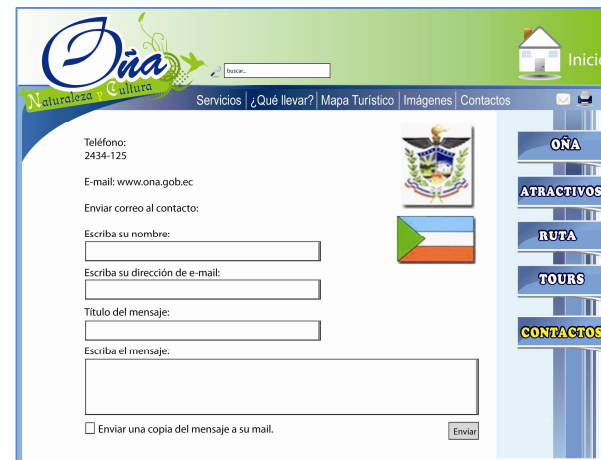 Oña
Naturaleza y Cultura
buscar...
Inicio
Servicios | ¿Qué llevar? | Mapa Turístico | Imágenes | Contactos
Teléfono:
2434-125
E-mail: www.ona.gob.ec
Enviar correo al contacto:
Escriba su nombre:
Escriba su dirección de e-mail:
Título del mensaje:
Escriba el mensaje:
Enviar una copia del mensaje a su mail.
Enviar
OÑA
ATRACTIVOS
RUTA
TOURS
CONTACTOS